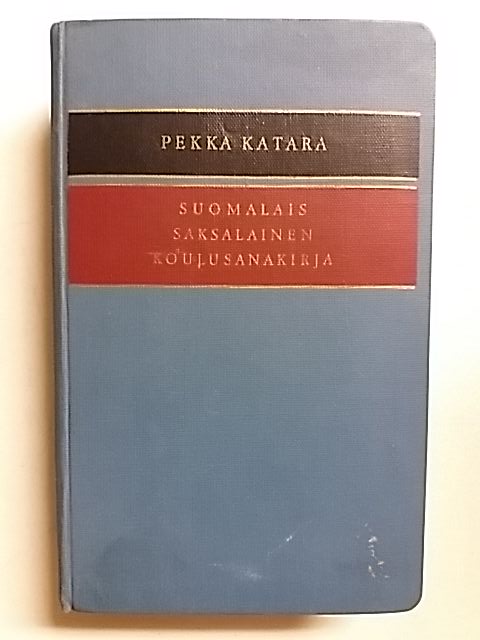 PEKKA KATARA
SUOMALAIS
SAKSALAINEN
KOULUSANAKIRJA